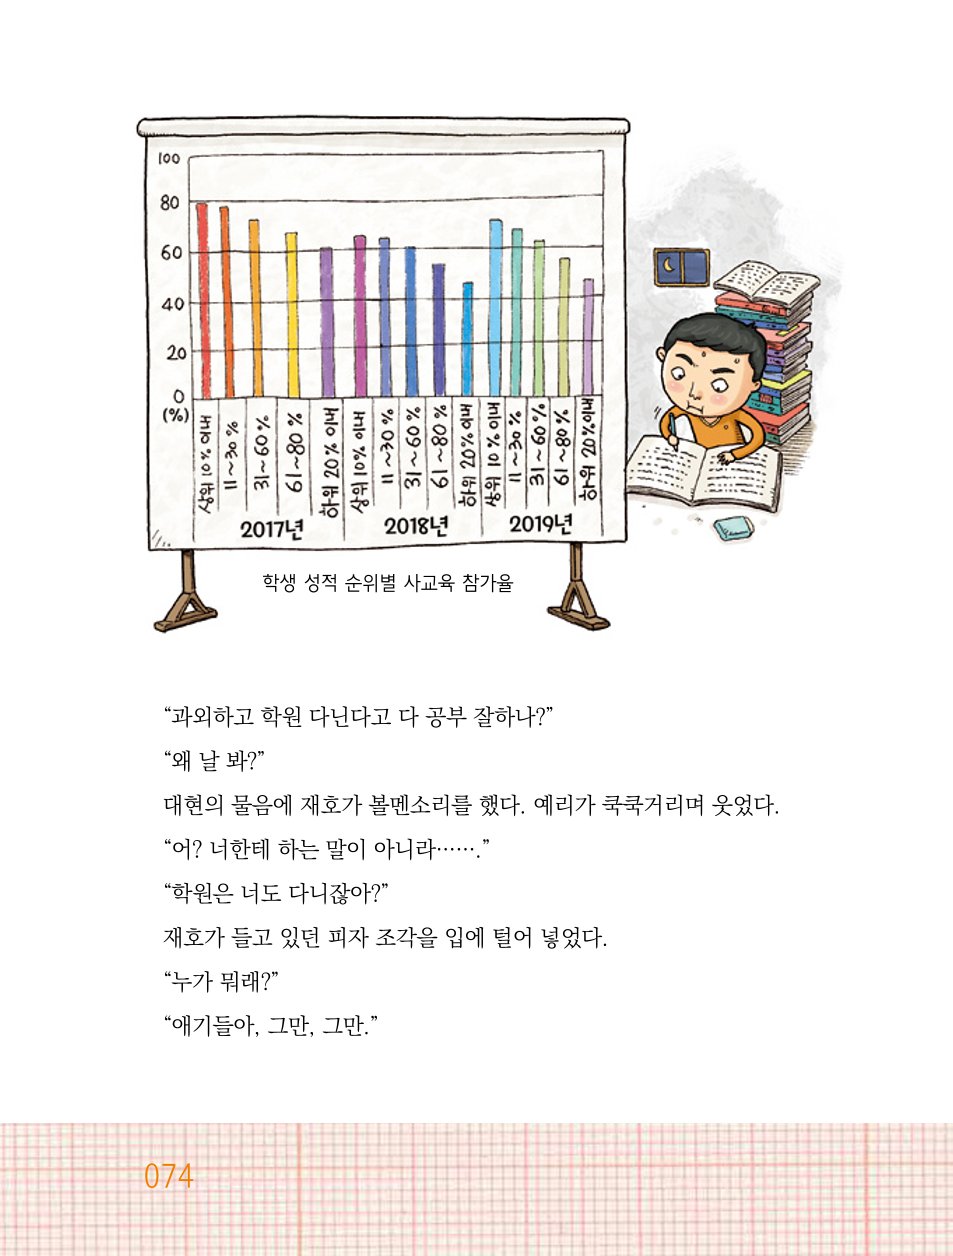 100
80
60
40
20
0
(%)
상위 10% 이내
11~30%
31~60%
61~80%
하위 20% 이내
상위 10% 이내
11~30%
31~60%
61~80%
하위 20% 이내
상위 10% 이내
11~30%
31~60%
61~80%
하위 20% 이내
2017년
2018년
2019년
학생 성적 순위별 사교육 참가율
“과외하고 학원 다닌다고 다 공부 잘하나?”
“왜 날 봐?”
대현의 물음에 재호가 볼멘소리를 했다. 예리가 쿡쿡거리며 웃었다.
“어? 너한테 하는 말이 아니라…….”
“학원은 너도 다니잖아?”
재호가 들고 있던 피자 조각을 입에 털어 넣었다.
“누가 뭐래?”
“얘기들아, 그만, 그만.”
074